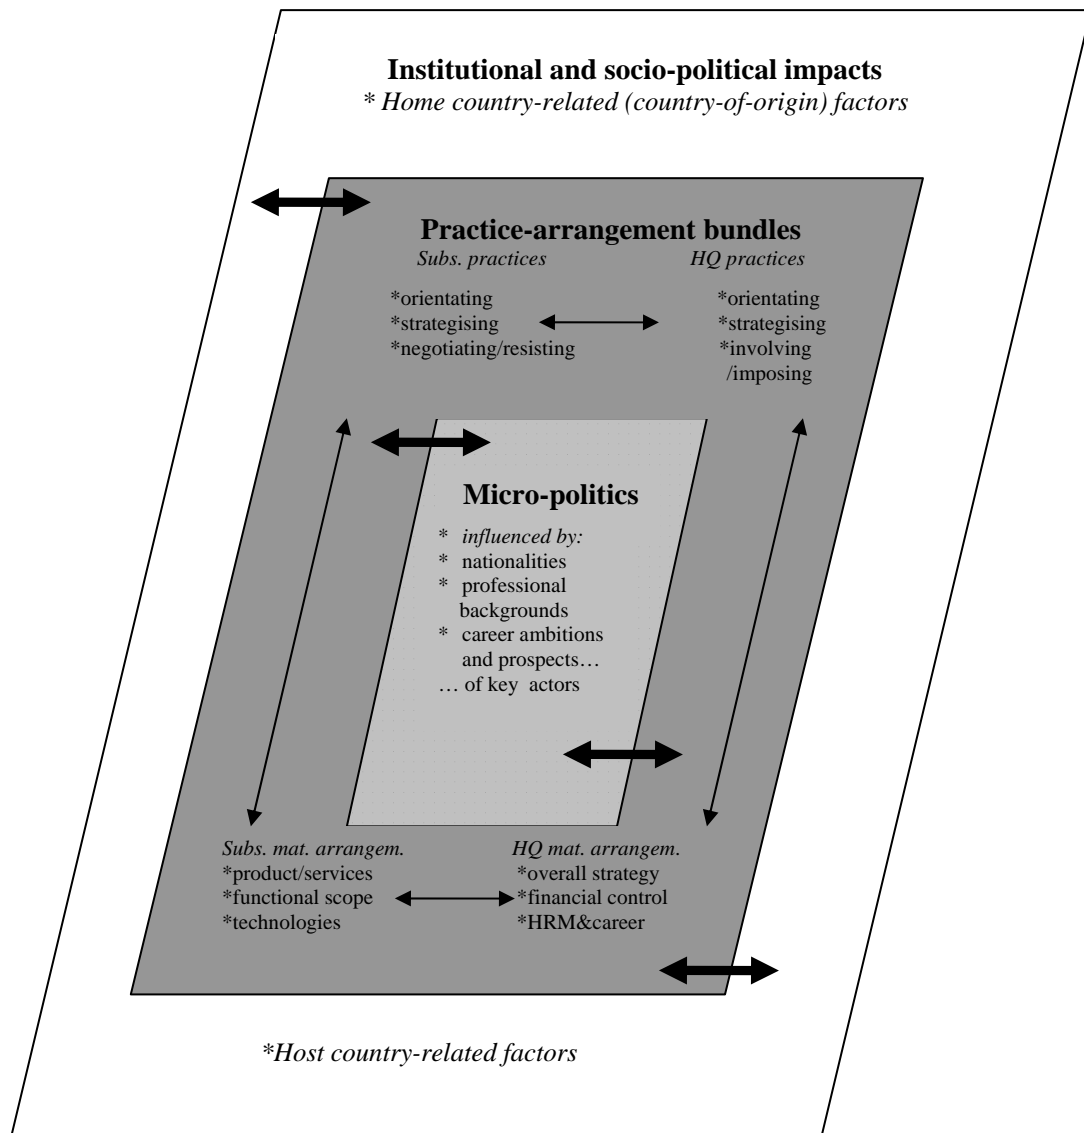 Institutional and socio-political impacts
* Home country-related (country-of-origin) factors
Practice-arrangement bundles
Subs. practices
HQ practices
*orientating
*strategising
*negotiating/resisting
*orientating
*strategising
*involving
/imposing
Micro-politics
* influenced by:
* nationalities
* professional
backgrounds
* career ambitions
and prospects…
… of key actors
Subs. mat. arrangem.
*product/services
*functional scope
*technologies
HQ mat. arrangem.
*overall strategy
*financial control
*HRM&career
*Host country-related factors